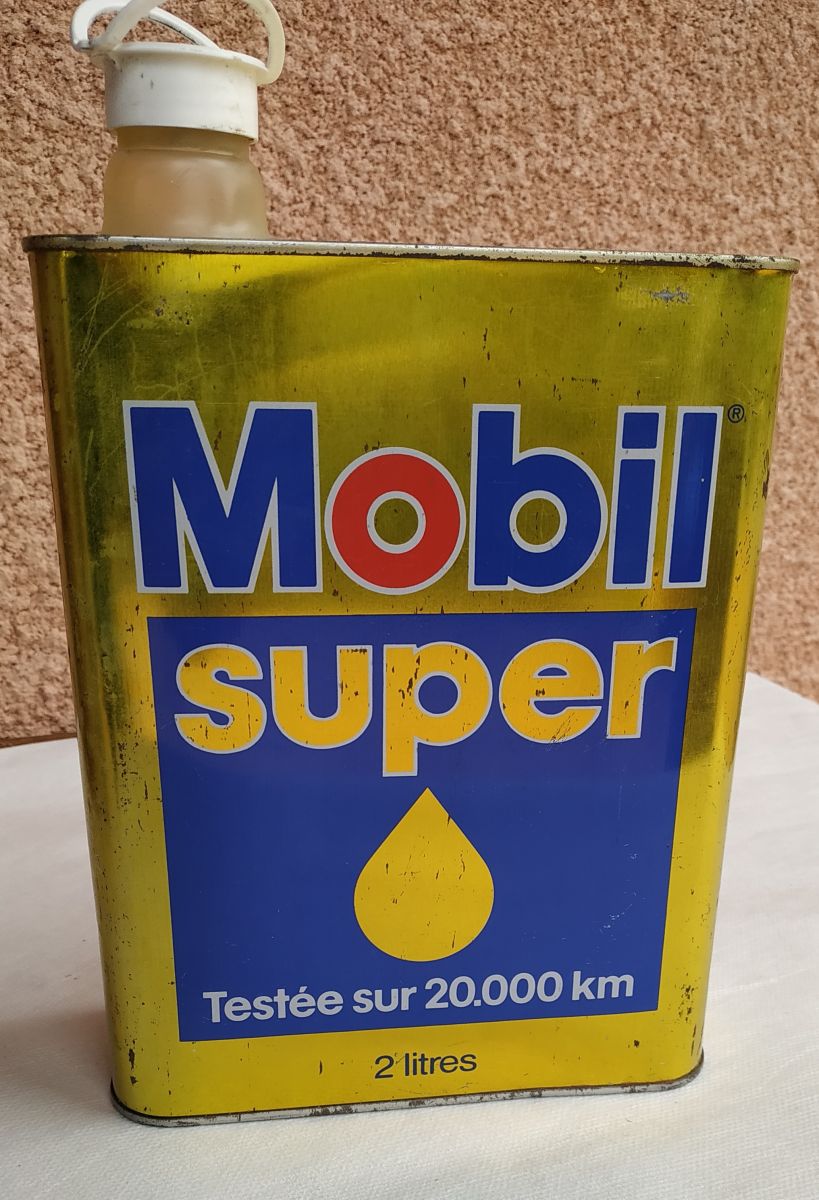 Mobil®
super
Testée sur 20.000 km
2 litres